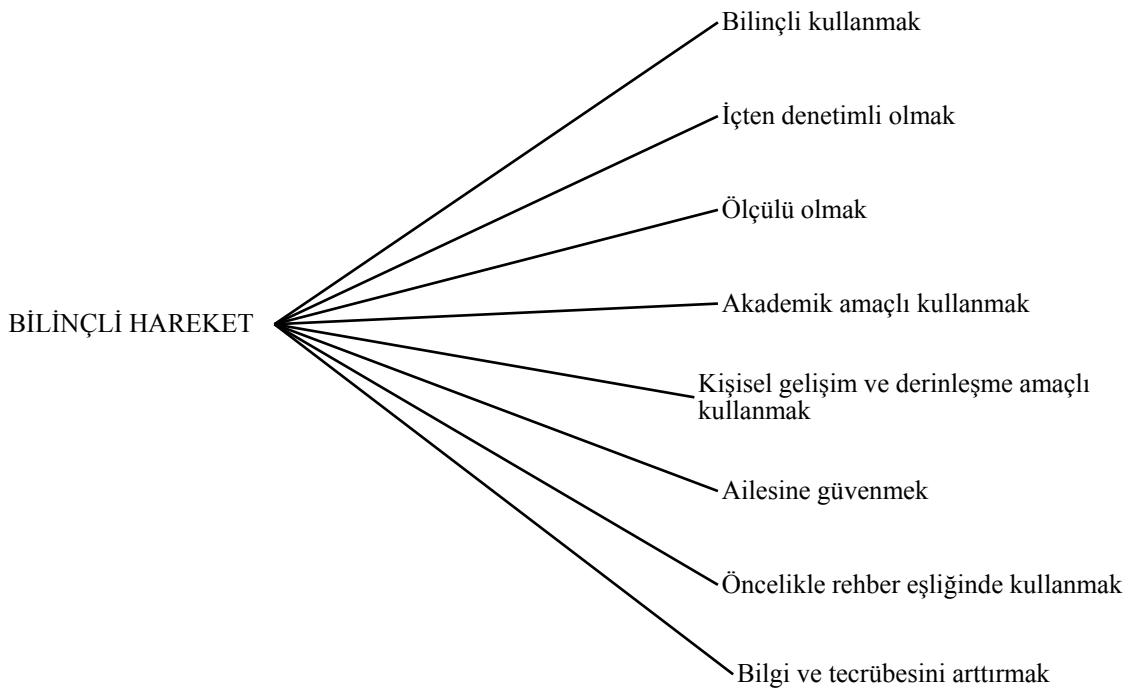 Bilinçli kullanmak
İçten denetimli olmak
Ölçülü olmak
Akademik amaçlı kullanmak
BİLİNÇLİ HAREKET
Kişisel gelişim ve derinleşme amaçlı
kullanmak
Ailesine güvenmek
Öncelikle rehber eşliğinde kullanmak
Bilgi ve tecrübesini arttırmak